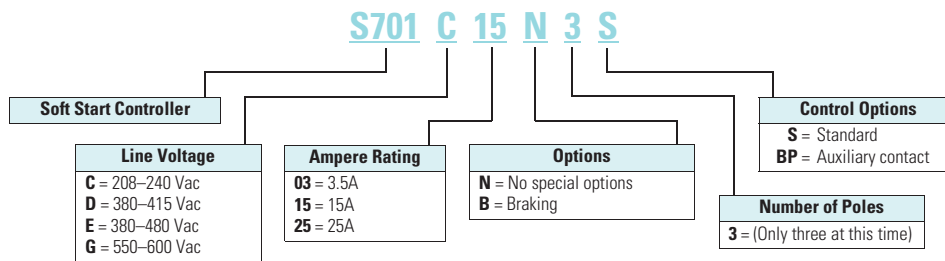 S701 C 15 N 3 S
Soft Start Controller
Line Voltage
C = 208–240 Vac
D = 380–415 Vac
E = 380–480 Vac
G = 550–600 Vac
Ampere Rating
03 = 3.5A
15 = 15A
25 = 25A
Options
N = No special options
B = Braking
Number of Poles
3 = (Only three at this time)
Control Options
S = Standard
BP = Auxiliary contact